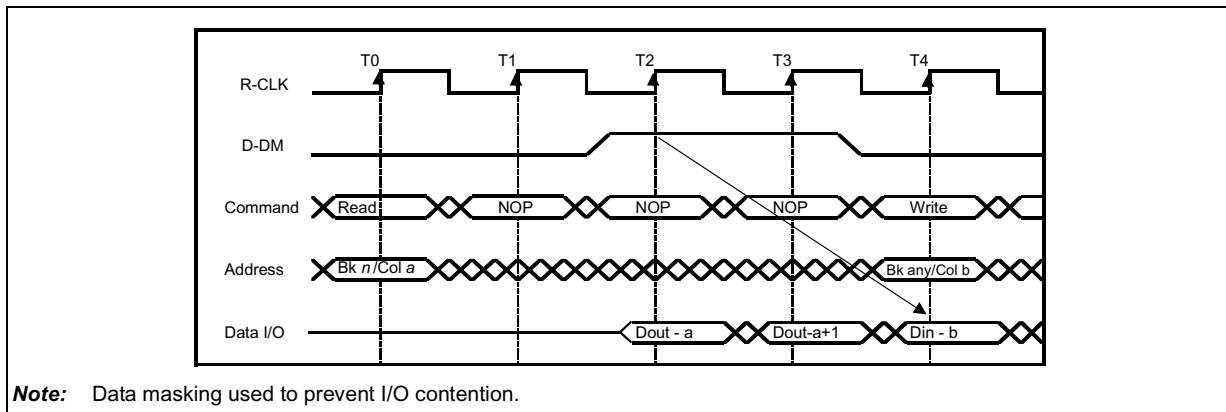 T0 T1 T2 T3 T4
R-CLK
D-DM
Command Read NOP NOP NOP Write
Address Bk n/Col a Bk any/Col b
Data I/O Dout - a Dout-a+1 Din - b
Note: Data masking used to prevent I/O contention.